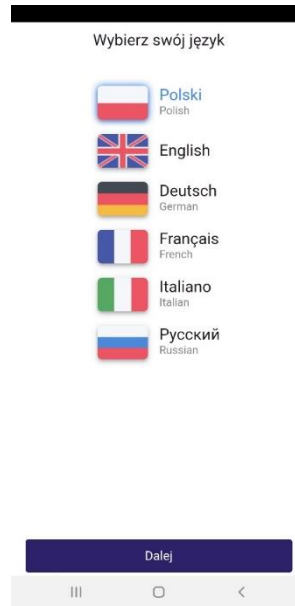 Wybierz swój język
Polski
Polish
English
Deutsch
German
Français
French
Italiano
Italian
Русский
Russian
Dalej